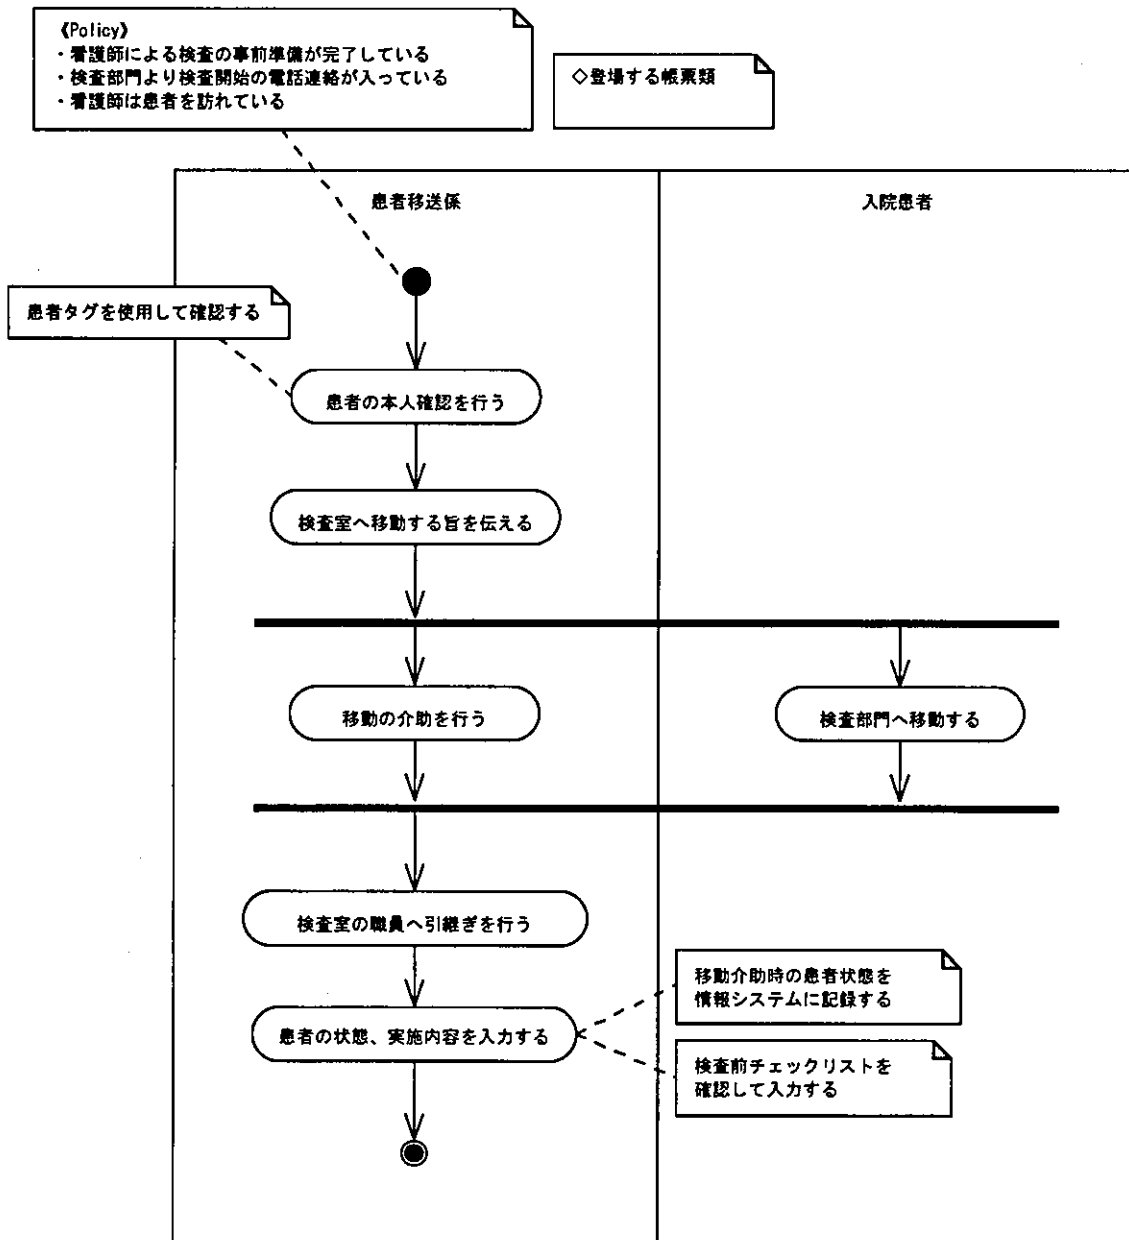 《Policy》
・看護師による検査の事前準備が完了している
・検査部門より検査開始の電話連絡が入っている
・看護師は患者を訪れている
◇登場する帳票類
患者移送係
入院患者
患者タグを使用して確認する
患者の本人確認を行う
検査室へ移動する旨を伝える
移動の介助を行う
検査部門へ移動する
検査室の職員へ引継ぎを行う
移動介助時の患者状態を
情報システムに記録する
患者の状態、実施内容を入力する
検査前チェックリストを
確認して入力する